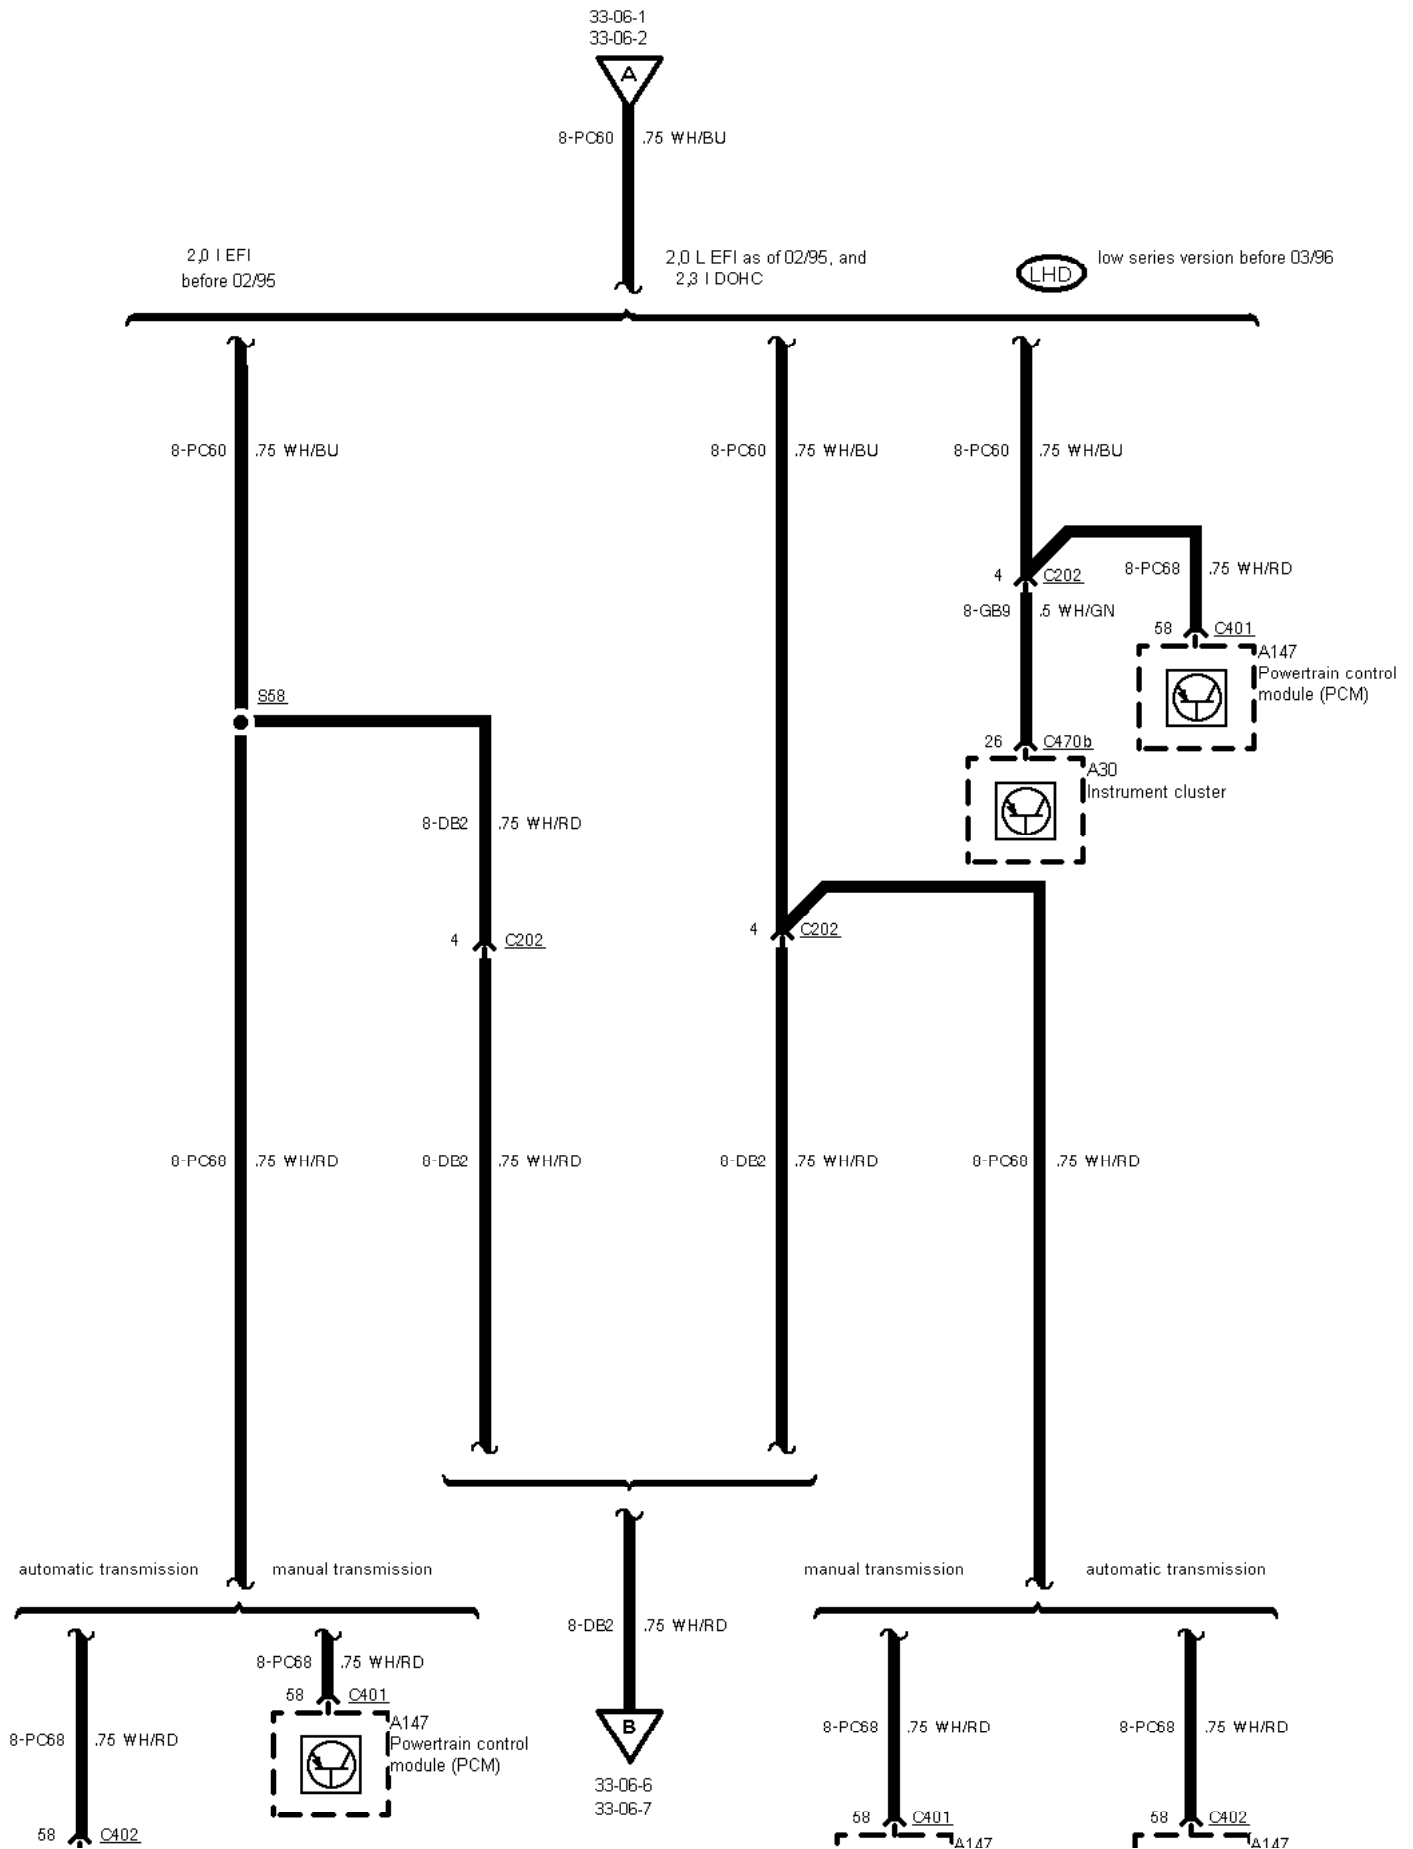 33-06-1
33-06-2
A
8-PC60 .75 WH/BU
2,0 l EFI
before 02/95
2,0 L EFI as of 02/95, and
2,3 l DOHC
LHD
low series version before 03/96
8-PC60 .75 WH/BU
8-PC60 .75 WH/BU
8-PC60 .75 WH/BU
4 C202
8-PC68 .75 WH/RD
8-GB9 .5 WH/GN
58 C401
A147
Powertrain control
module (PCM)
S58
26 C470b
A30
Instrument cluster
8-DB2 .75 WH/RD
4 C202
4 C202
8-PC68 .75 WH/RD
8-DB2 .75 WH/RD
8-DB2 .75 WH/RD
8-PC68 .75 WH/RD
automatic transmission
manual transmission
manual transmission
automatic transmission
8-DB2 .75 WH/RD
8-PC68 .75 WH/RD
58 C401
A147
Powertrain control
module (PCM)
8-PC68 .75 WH/RD
B
8-PC68 .75 WH/RD
8-PC68 .75 WH/RD
33-06-6
33-06-7
58 C402
58 C401
A147
58 C402
A147